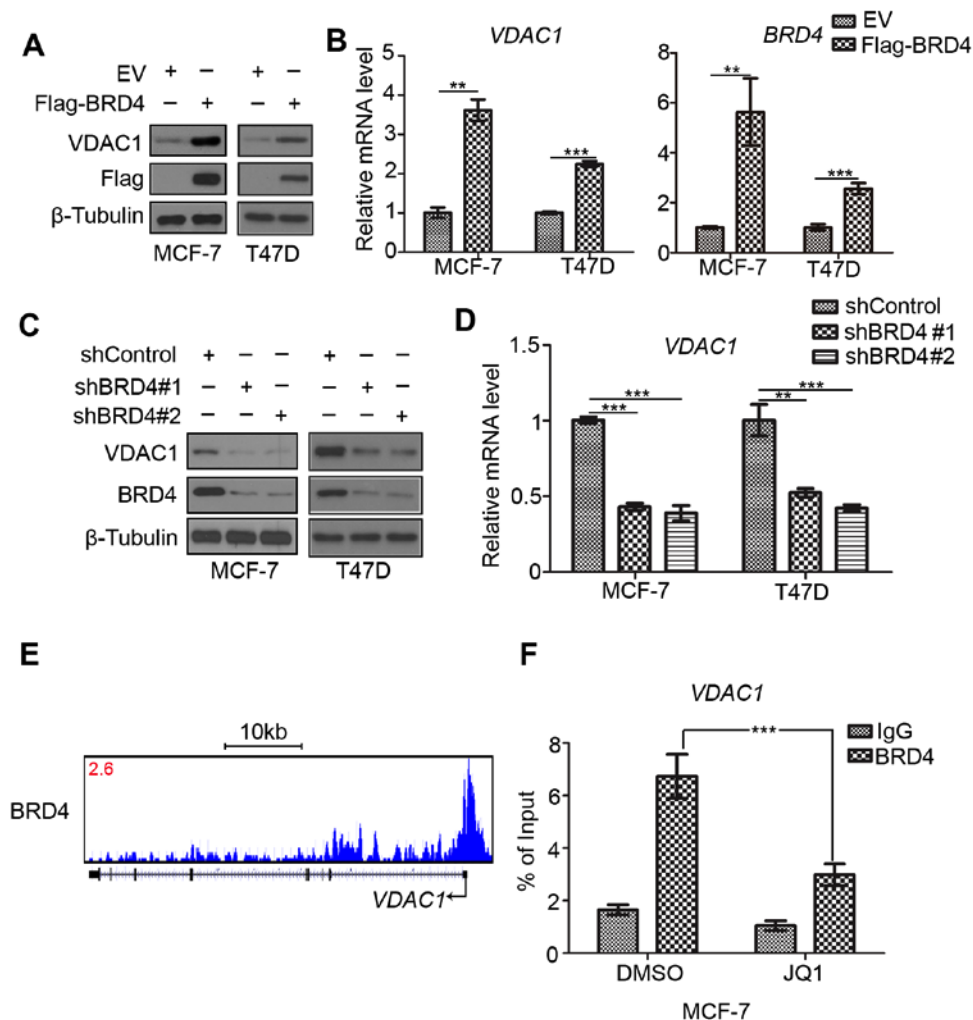 A
EV + − + −
Flag-BRD4 − + − +
VDAC1
Flag
β-Tubulin
MCF-7 T47D
B
VDAC1
BRD4
EV
Flag-BRD4
Relative mRNA level
5
4
3
2
1
0
** ***
MCF-7 T47D
8
6
4
2
0
** ***
MCF-7 T47D
C
shControl + − − + − −
shBRD4#1 − + − − + −
shBRD4#2 − − + − − +
VDAC1
BRD4
β-Tubulin
MCF-7 T47D
D
shControl
shBRD4 #1
shBRD4#2
VDAC1
Relative mRNA level
1.5
1
0.5
0
***
***
***
**
MCF-7 T47D
E
10kb
2.6
BRD4
VDAC1
F
VDAC1
IgG
BRD4
***
% of Input
8
6
4
2
0
DMSO JQ1
MCF-7